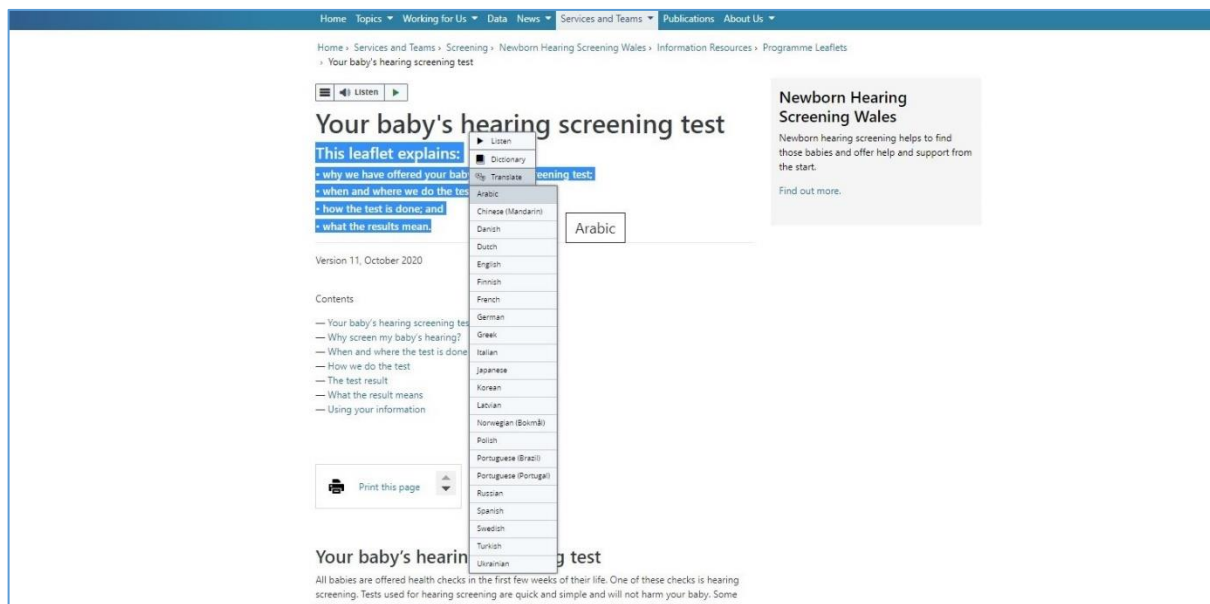 Home Topics Working for Us Data News Services and Teams Publications About Us
Home › Services and Teams › Screening › Newborn Hearing Screening Wales › Information Resources › Programme Leaflets
› Your baby's hearing screening test
Listen
Your baby's hearing screening test
This leaflet explains:
• why we have offered your bab
eening test;
• when and where we do the tes
• how the test is done; and
• what the results mean.
Listen
Dictionary
Translate
Arabic
Chinese (Mandarin)
Danish
Dutch
English
Finnish
French
German
Greek
Italian
Japanese
Korean
Latvian
Norwegian (Bokmål)
Polish
Portuguese (Brazil)
Portuguese (Portugal)
Russian
Spanish
Swedish
Turkish
Ukrainian
Arabic
Version 11, October 2020
Contents
— Your baby's hearing screening tes
— Why screen my baby's hearing?
— When and where the test is done
— How we do the test
— The test result
— What the result means
— Using your information
Print this page
Your baby's hearin
g test
All babies are offered health checks in the first few weeks of their life. One of these checks is hearing
screening. Tests used for hearing screening are quick and simple and will not harm your baby. Some
Newborn Hearing
Screening Wales
Newborn hearing screening helps to find
those babies and offer help and support from
the start.
Find out more.